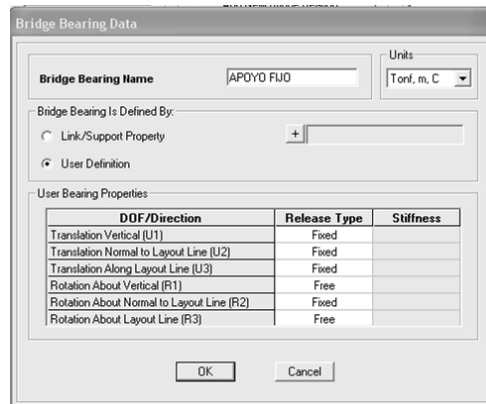 Bridge Bearing Data
Units
Bridge Bearing Name APOYO FIJO Tonf, m, C
Bridge Bearing Is Defined By:
Link/Support Property +
User Definition
User Bearing Properties
DOF/Direction Release Type Stiffness
Translation Vertical (U1) Fixed
Translation Normal to Layout Line (U2) Fixed
Translation Along Layout Line (U3) Fixed
Rotation About Vertical (R1) Free
Rotation About Normal to Layout Line (R2) Fixed
Rotation About Layout Line (R3) Free
OK Cancel